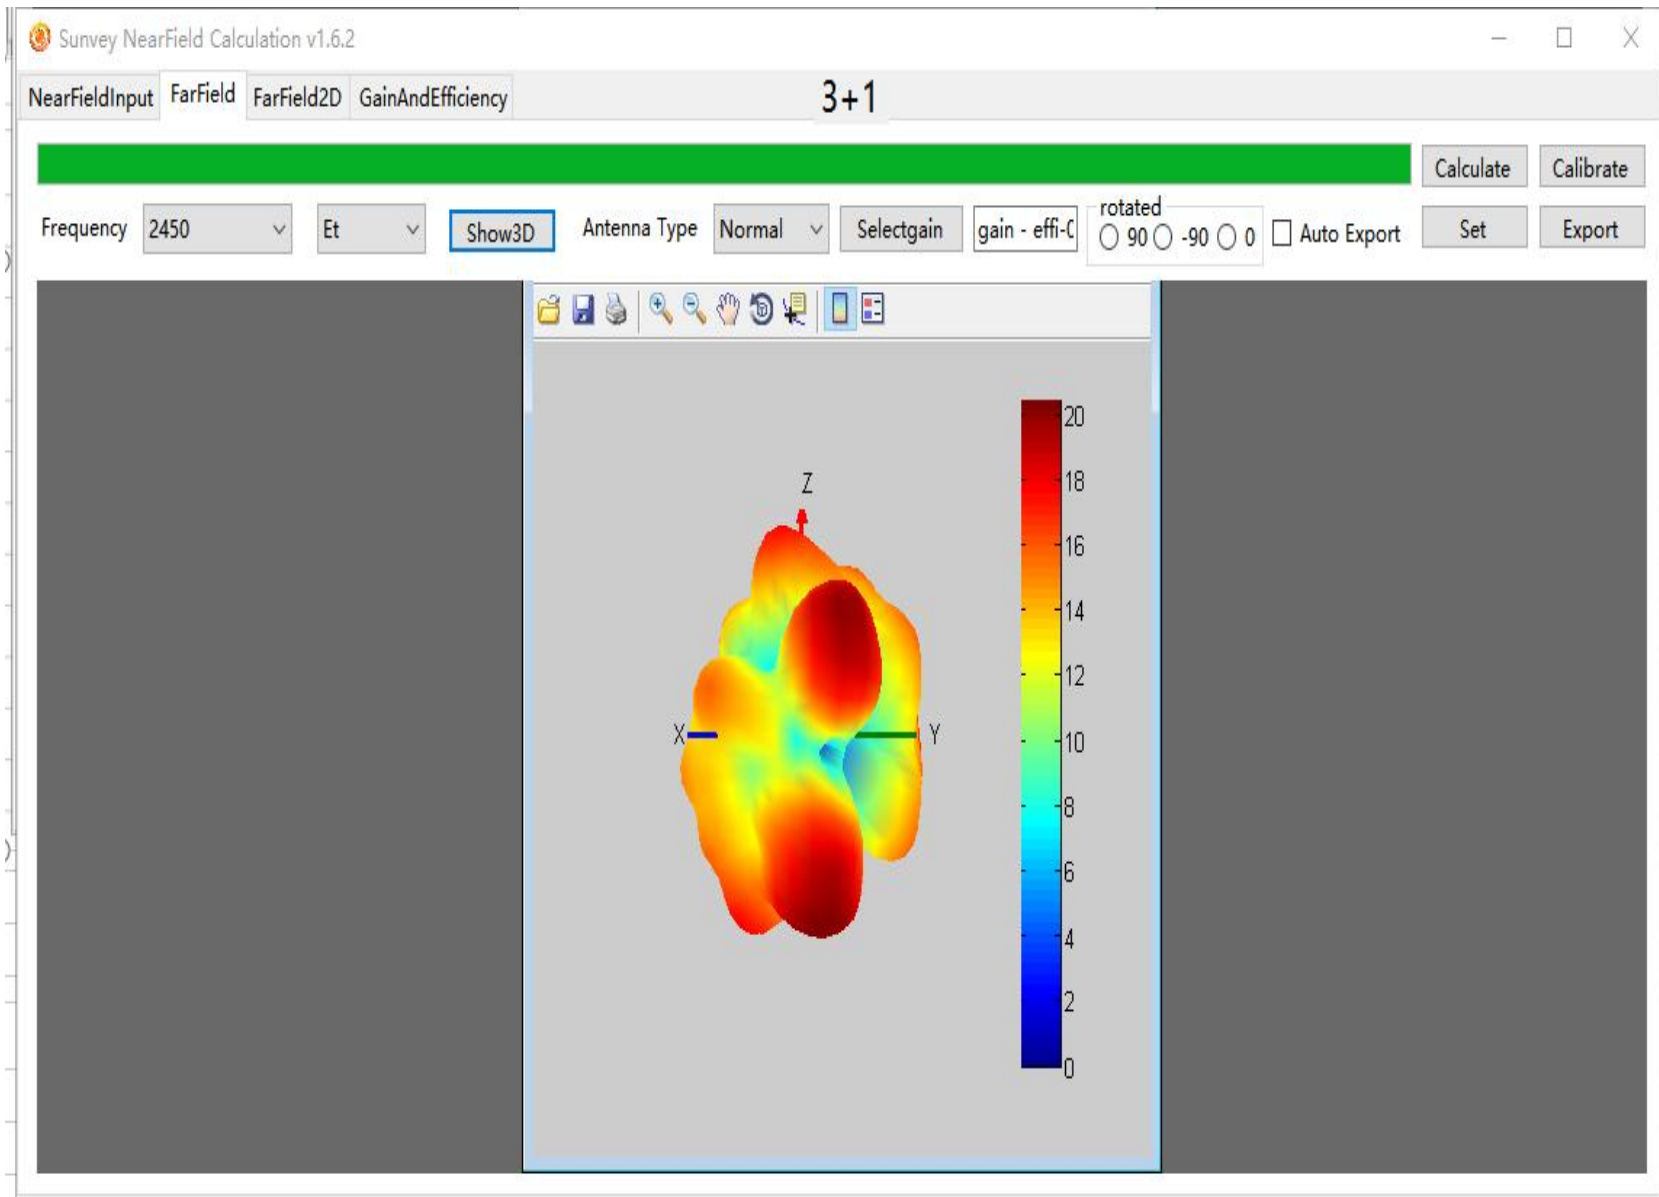 Sunvey NearField Calculation v1.6.2
NearFieldInput FarField FarField2D GainAndEfficiency 3+1
Calculate Calibrate
Frequency 2450 Et Show3D Antenna Type Normal Selectgain gain - effi-C rotated 90 -90 0 Auto Export Set Export
20
Z
18
16
14
12
X Y 10
8
6
4
2
0